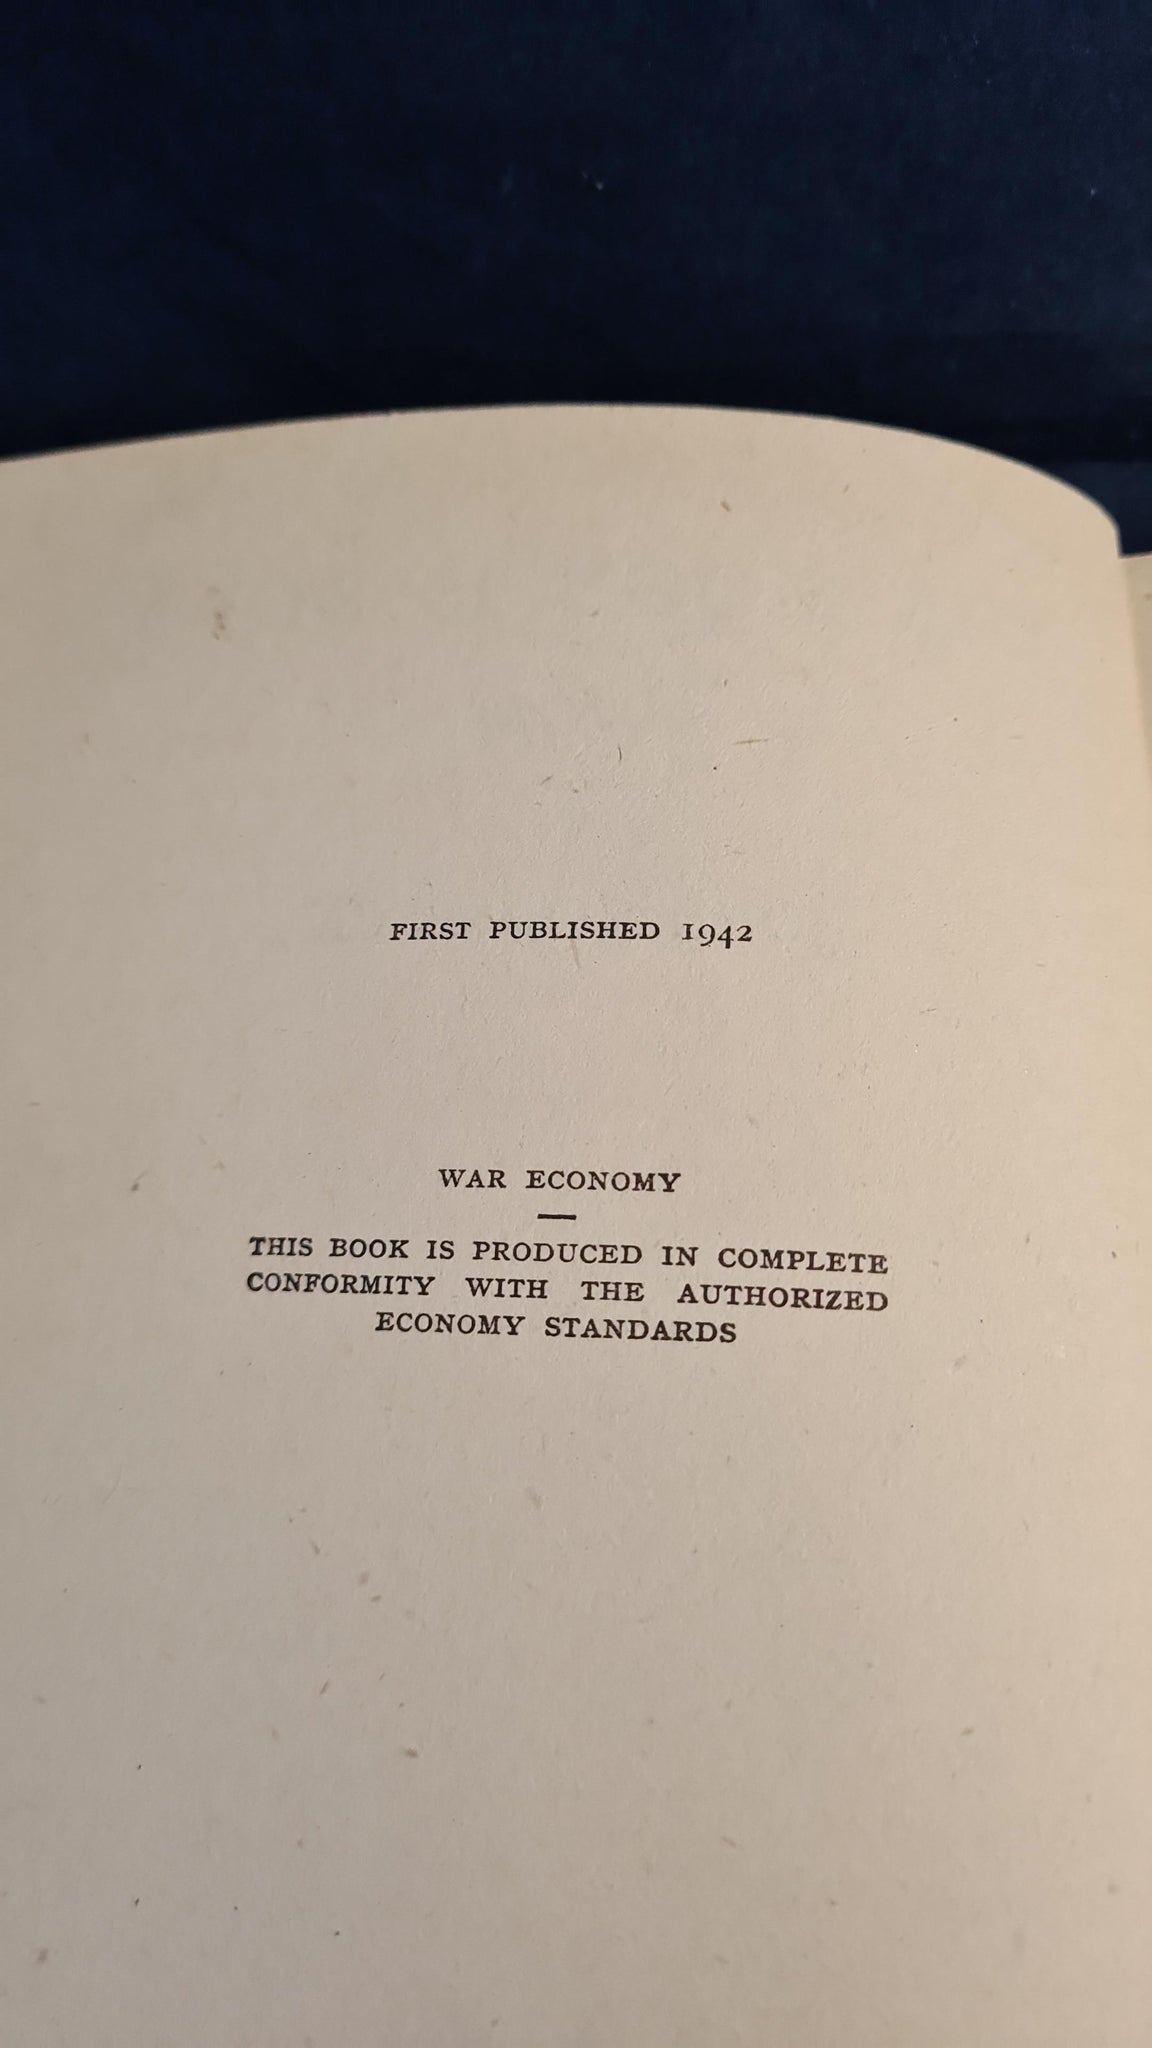 FIRST PUBLISHED 1942
WAR ECONOMY
THIS BOOK IS PRODUCED IN COMPLETE
CONFORMITY WITH THE AUTHORIZED
ECONOMY STANDARDS